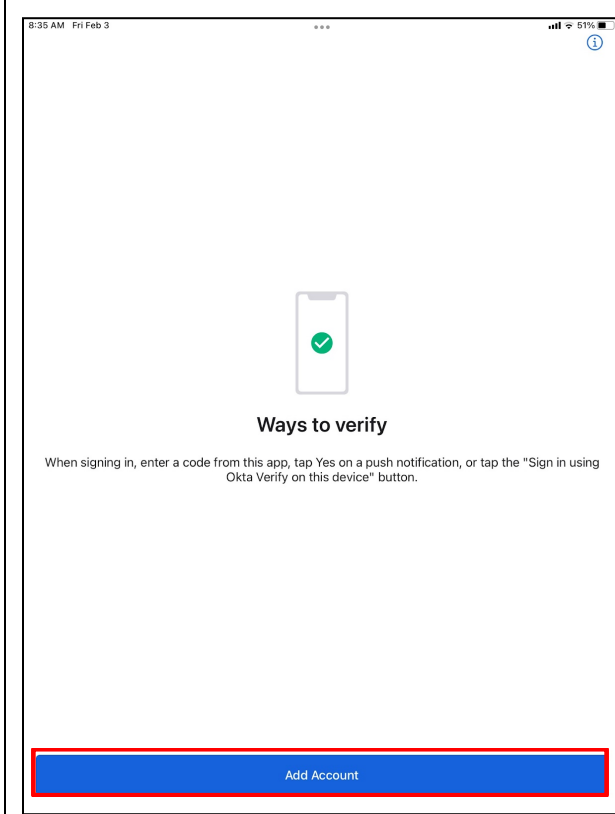 8:35 AM Fri Feb 3
51%
Ways to verify
When signing in, enter a code from this app, tap Yes on a push notification, or tap the "Sign in using
Okta Verify on this device" button.
Add Account